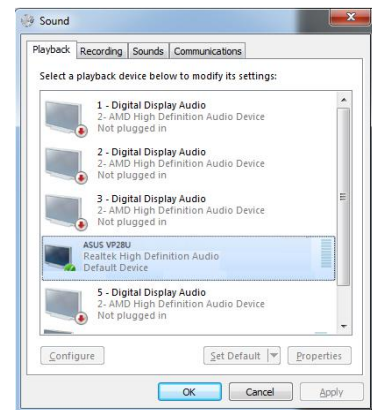 Sound
Playback Recording Sounds Communications
Select a playback device below to modify its settings:
1 - Digital Display Audio
2- AMD High Definition Audio Device
Not plugged in
2 - Digital Display Audio
2- AMD High Definition Audio Device
Not plugged in
3 - Digital Display Audio
2- AMD High Definition Audio Device
Not plugged in
ASUS VP28U
Realtek High Definition Audio
Default Device
5 - Digital Display Audio
2- AMD High Definition Audio Device
Not plugged in
Configure Set Default Properties
OK Cancel Apply